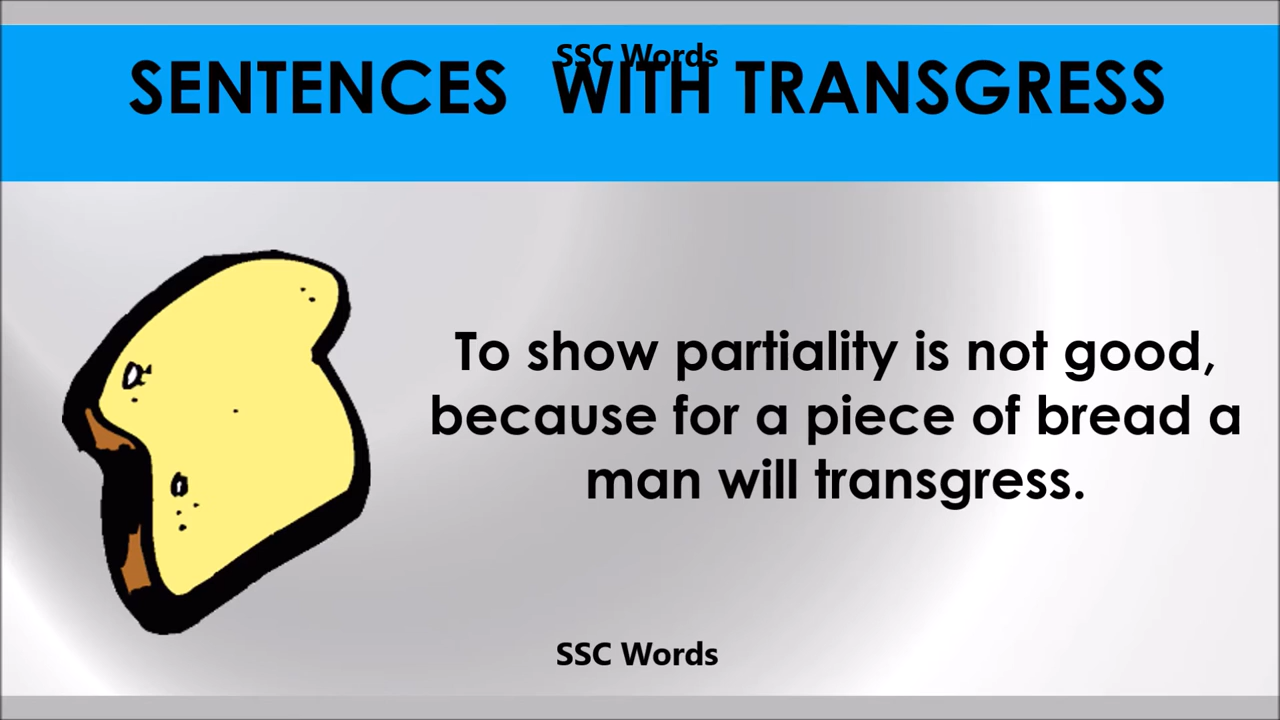 SSC Words
SENTENCES WITH TRANSGRESS
To show partiality is not good,
because for a piece of bread a
man will transgress.
SSC Words